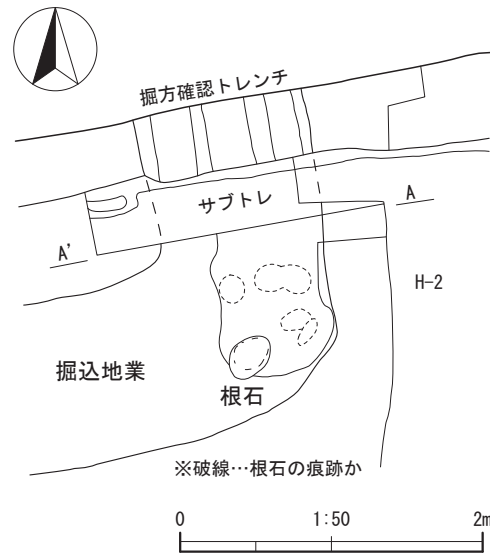 掘方確認トレンチ
サブトレ
A
A'
H-2
掘込地業
根石
※破線…根石の痕跡か
0 1:50 2m